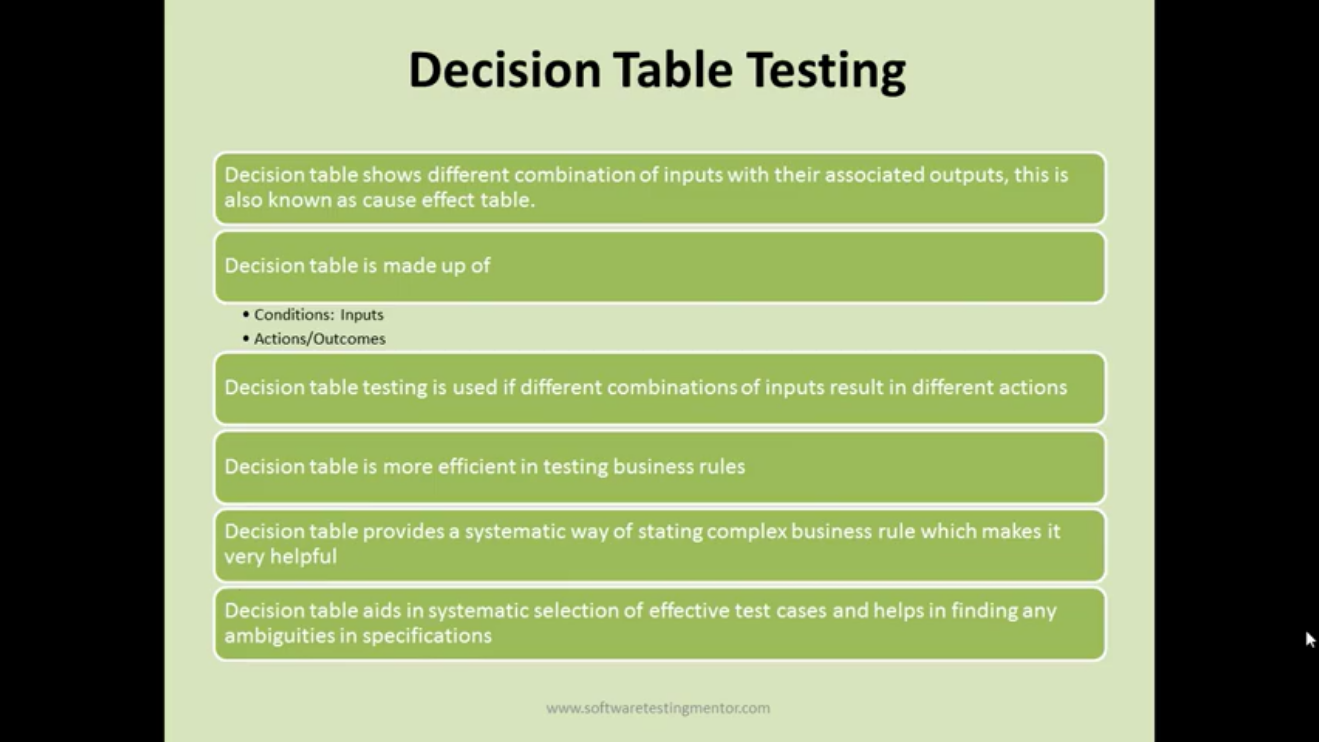 Decision Table Testing
Decision table shows different combination of inputs with their associated outputs, this is
also known as cause effect table.
Decision table is made up of
• Conditions: Inputs
• Actions/Outcomes
Decision table testing is used if different combinations of inputs result in different actions
Decision table is more efficient in testing business rules
Decision table provides a systematic way of stating complex business rule which makes it
very helpful
Decision table aids in systematic selection of effective test cases and helps in finding any
ambiguities in specifications
www.softwaretestingmentor.com